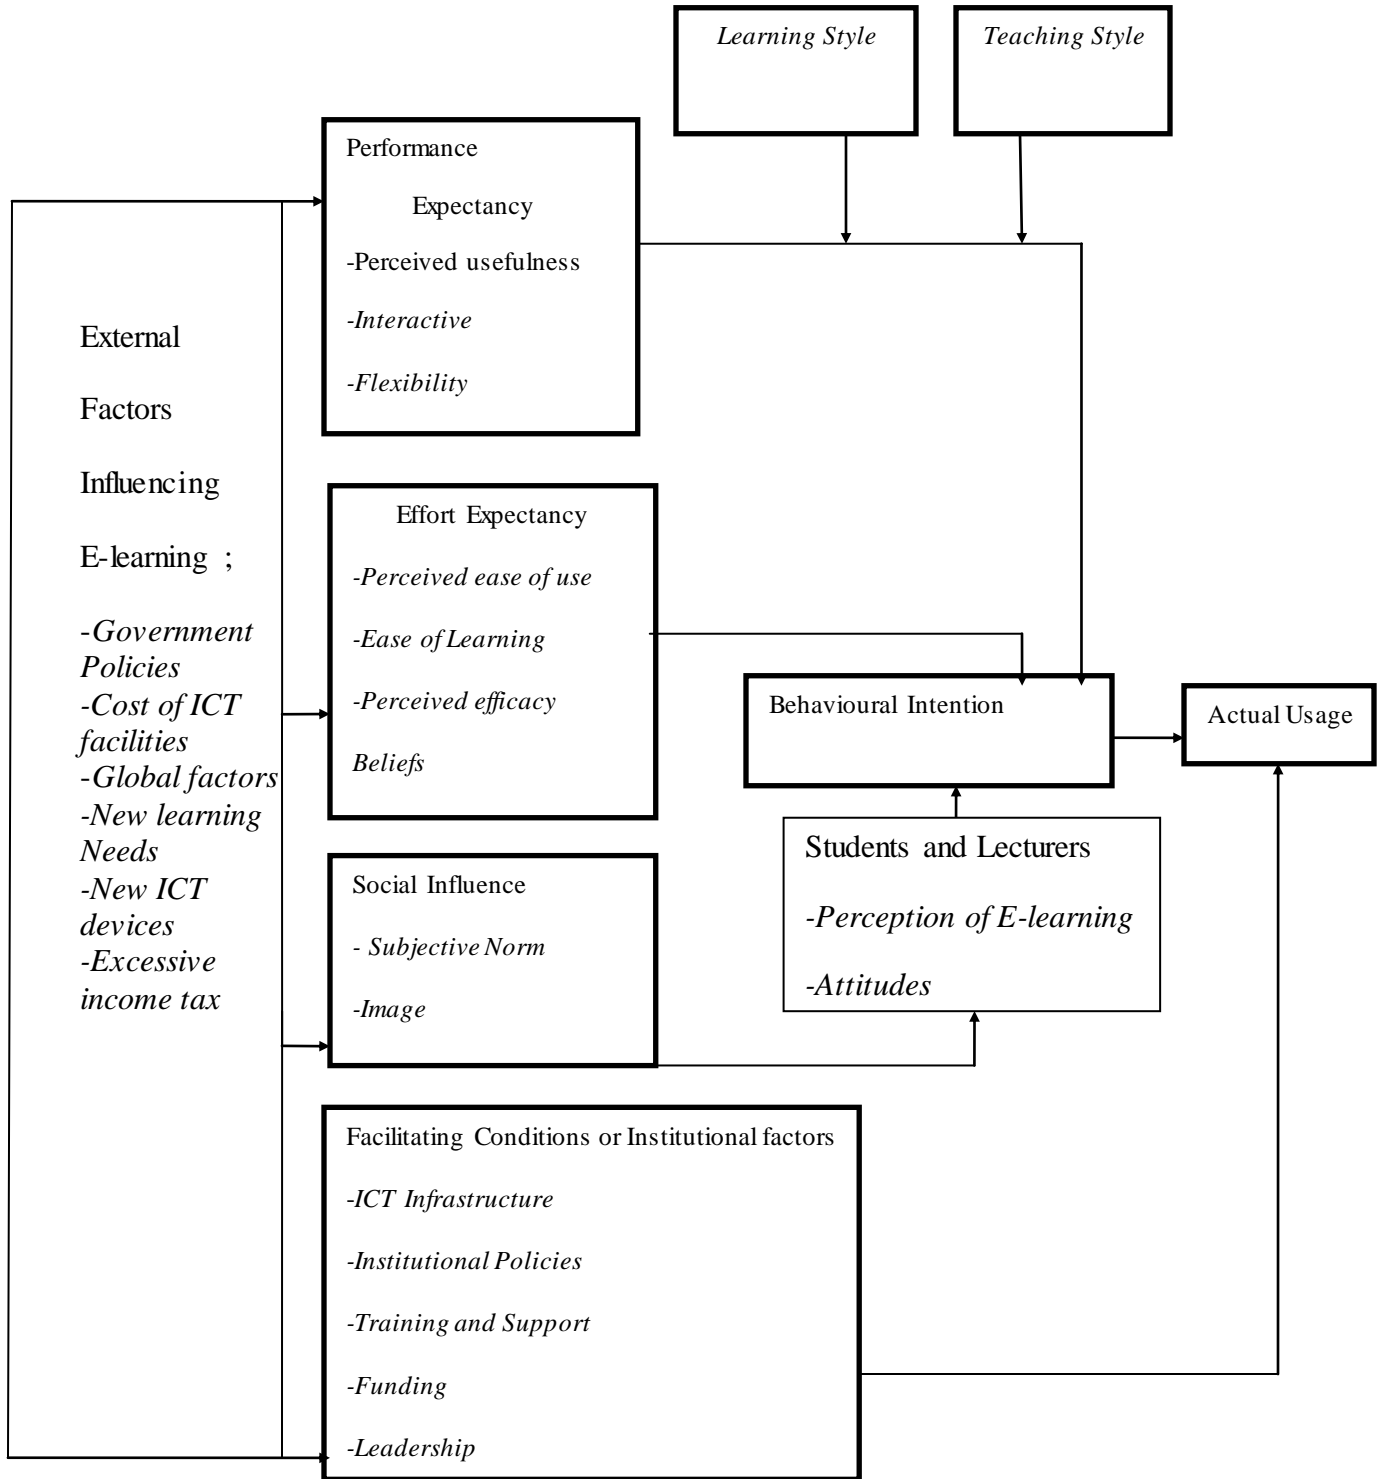 Learning Style
Teaching Style
Performance
Expectancy
-Perceived usefulness
-Interactive
-Flexibility
External
Factors
Influencing
E-learning ;
-Government
Policies
-Cost of ICT
facilities
-Global factors
-New learning
Needs
-New ICT
devices
-Excessive
income tax
Effort Expectancy
-Perceived ease of use
-Ease of Learning
-Perceived efficacy
Beliefs
Behavioural Intention
Actual Usage
Students and Lecturers
-Perception of E-learning
-Attitudes
Social Influence
- Subjective Norm
-Image
Facilitating Conditions or Institutional factors
-ICT Infrastructure
-Institutional Policies
-Training and Support
-Funding
-Leadership